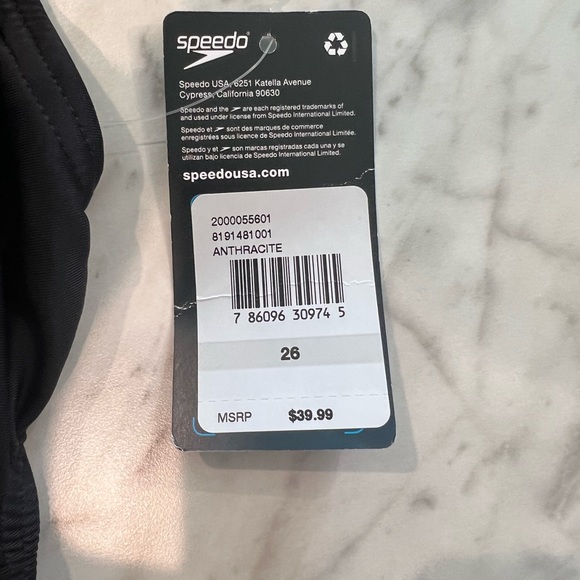 speedo
Speedo USA, 6251 Katella Avenue
Cypress, California 90630
Speedo and the are each registered trademarks of
and used under license from Speedo International Limited.
Speedo et sont des marques de commerce
enregistrées sous licence de Speedo International Limitée.
Speedo y et son marcas registradas cada una y se
utilizan bajo licencia de Speedo International Limited.
speedousa.com
2000055601
8191481001
ANTHRACITE
7 86096 30974 5
26
MSRP $39.99